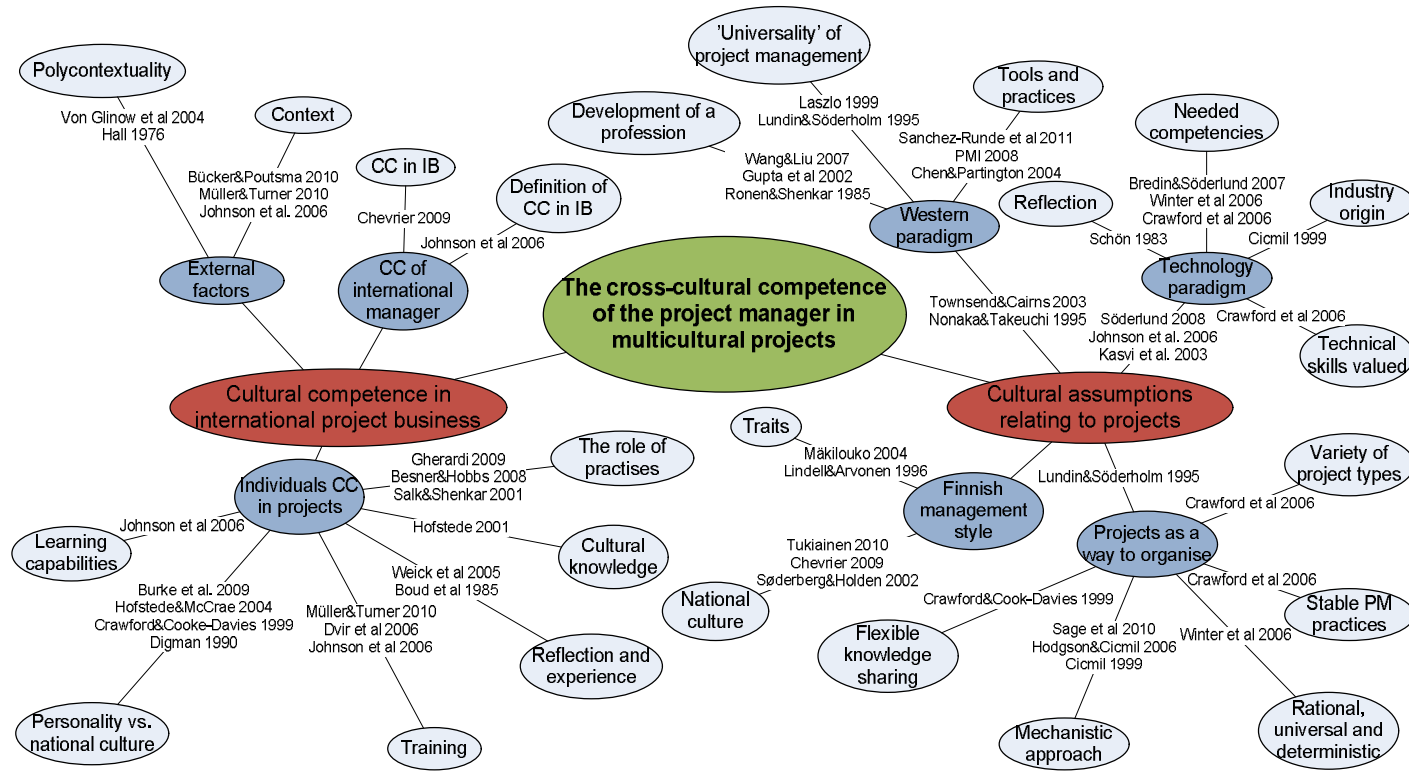 'Universality' of
project management
Polycontextuality
Tools and
practices
Von Glinow et al 2004
Hall 1976
Context
Development of a
profession
Laszlo 1999
Lundin&Söderholm 1995
Needed
competencies
Sanchez-Runde et al 2011
PMI 2008
Chen&Partington 2004
Bücker&Poutsma 2010
Müller&Turner 2010
Johnson et al. 2006
CC in IB
Definition of
CC in IB
Wang&Liu 2007
Gupta et al 2002
Ronen&Shenkar 1985
Bredin&Söderlund 2007
Winter et al 2006
Crawford et al 2006
Reflection
Industry
origin
Chevrier 2009
Johnson et al 2006
Western
paradigm
Schön 1983
Cicmil 1999
External
factors
CC of
international
manager
Technology
paradigm
The cross-cultural competence
of the project manager in
multicultural projects
Townsend&Cairns 2003
Nonaka&Takeuchi 1995
Söderlund 2008
Johnson et al. 2006
Kasvi et al. 2003
Crawford et al 2006
Technical
skills valued
Cultural competence in
international project business
Cultural assumptions
relating to projects
Traits
Mäkilouko 2004
Lindell&Arvonen 1996
The role of
practises
Gherardi 2009
Besner&Hobbs 2008
Salk&Shenkar 2001
Individuals CC
in projects
Lundin&Söderholm 1995
Variety of
project types
Finnish
management
style
Crawford et al 2006
Johnson et al 2006
Hofstede 2001
Learning
capabilities
Cultural
knowledge
Projects as a
way to organise
Tukiainen 2010
Chevrier 2009
Søderberg&Holden 2002
Weick et al 2005
Boud et al 1985
Crawford et al 2006
Burke et al. 2009
Hofstede&McCrae 2004
Crawford&Cooke-Davies 1999
Digman 1990
Müller&Turner 2010
Dvir et al 2006
Johnson et al 2006
National
culture
Crawford&Cook-Davies 1999
Stable PM
practices
Sage et al 2010
Hodgson&Cicmil 2006
Cicmil 1999
Winter et al 2006
Reflection and
experience
Flexible
knowledge
sharing
Personality vs.
national culture
Training
Mechanistic
approach
Rational,
universal and
deterministic